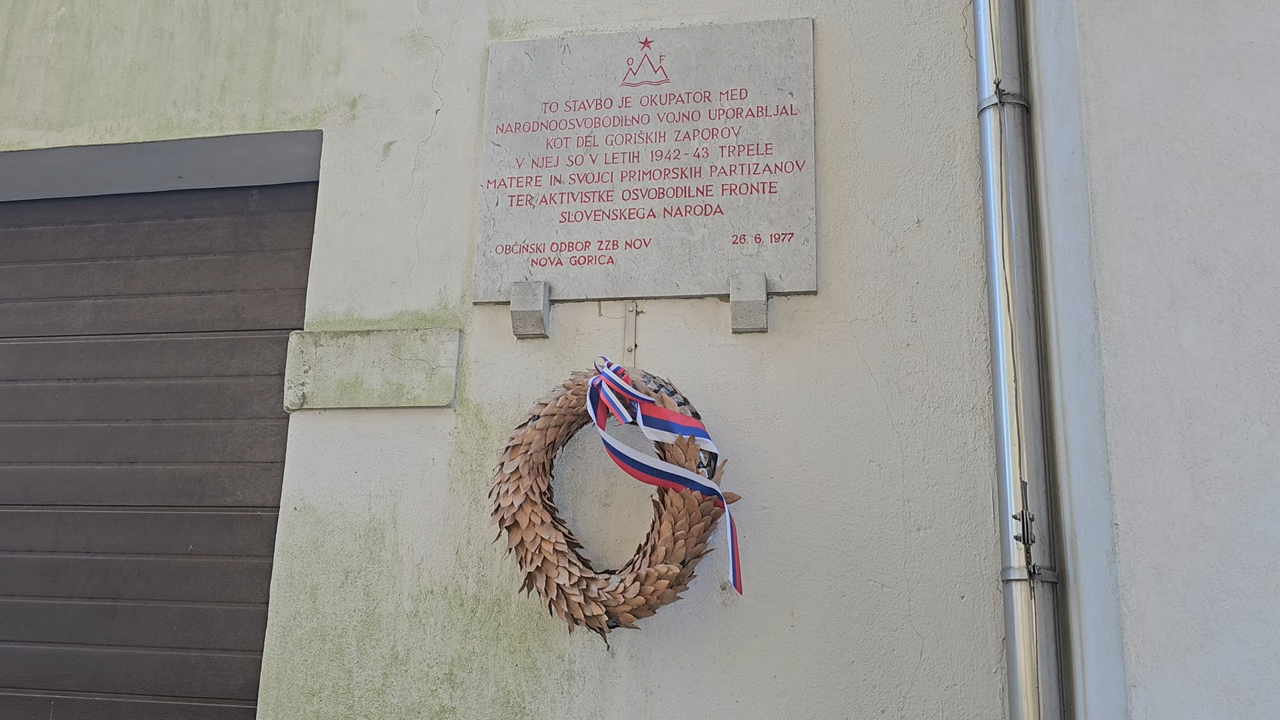 O F
TO STAVBO JE OKUPATOR MED
NARODNOOSVOBODILNO VOJNO UPORABLJAL
KOT DEL GORIŠKIH ZAPOROV
V NJEJ SO V LETIH 1942-43 TRPELE
MATERE IN SVOJCI PRIMORSKIH PARTIZANOV
TER AKTIVISTKE OSVOBODILNE FRONTE
SLOVENSKEGA NARODA
OBČINSKI ODBOR ZZB NOV 26. 6. 1977
NOVA GORICA